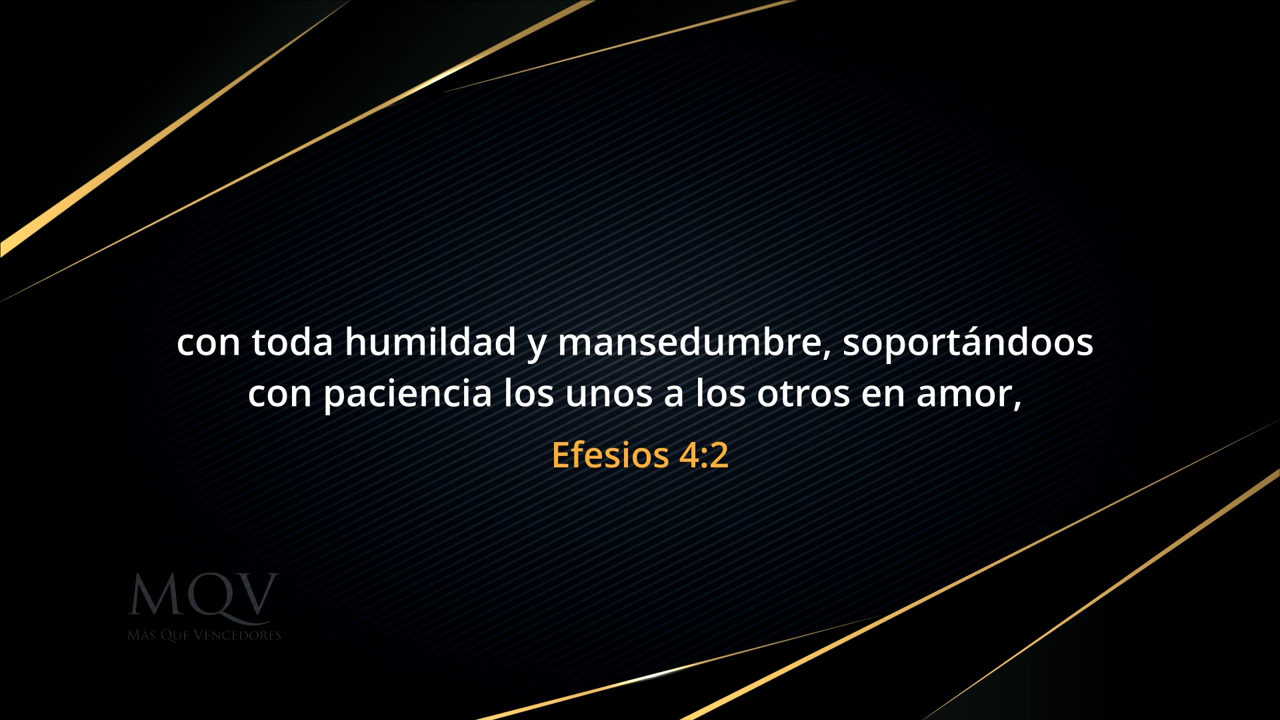 con toda humildad y mansedumbre, soportándoos
con paciencia los unos a los otros en amor,
Efesios 4:2
MQV
Más Que Vencedores